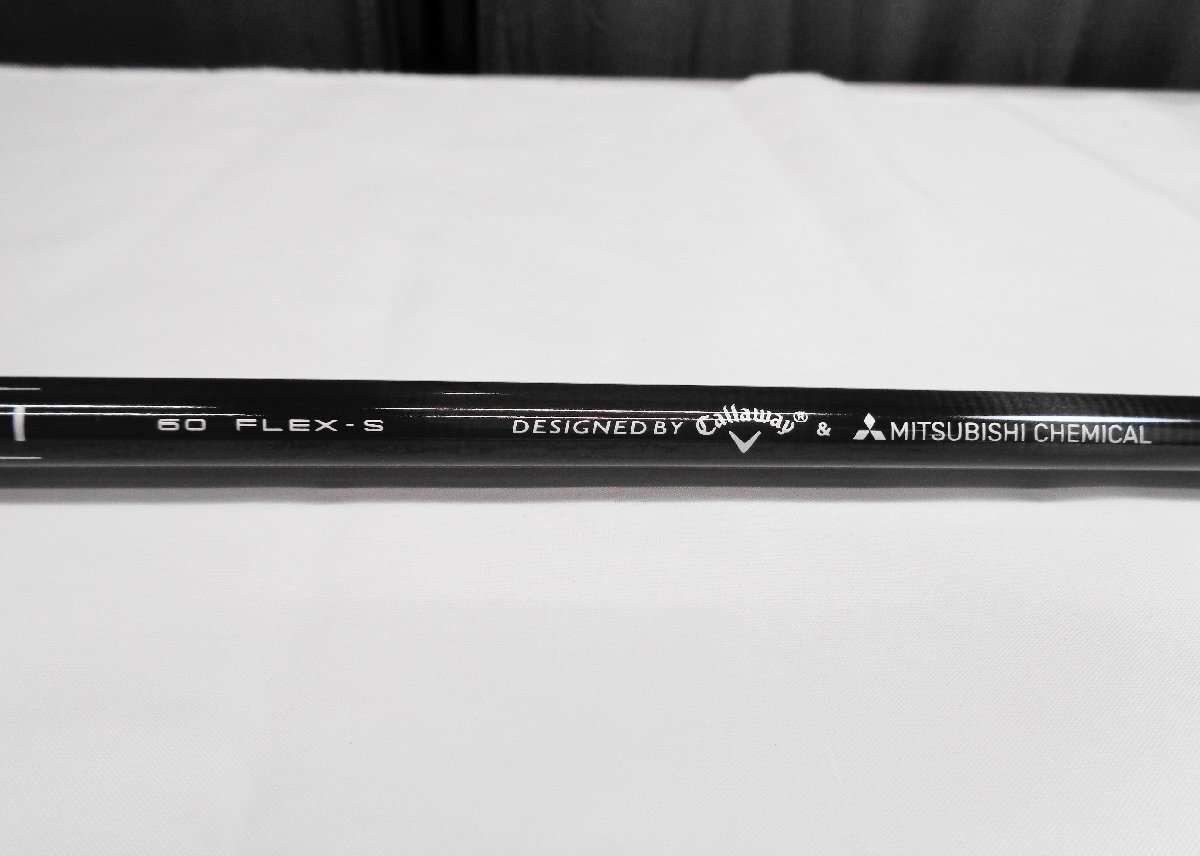 60 FLEX-S DESIGNED BY Callaway® & MITSUBISHI CHEMICAL